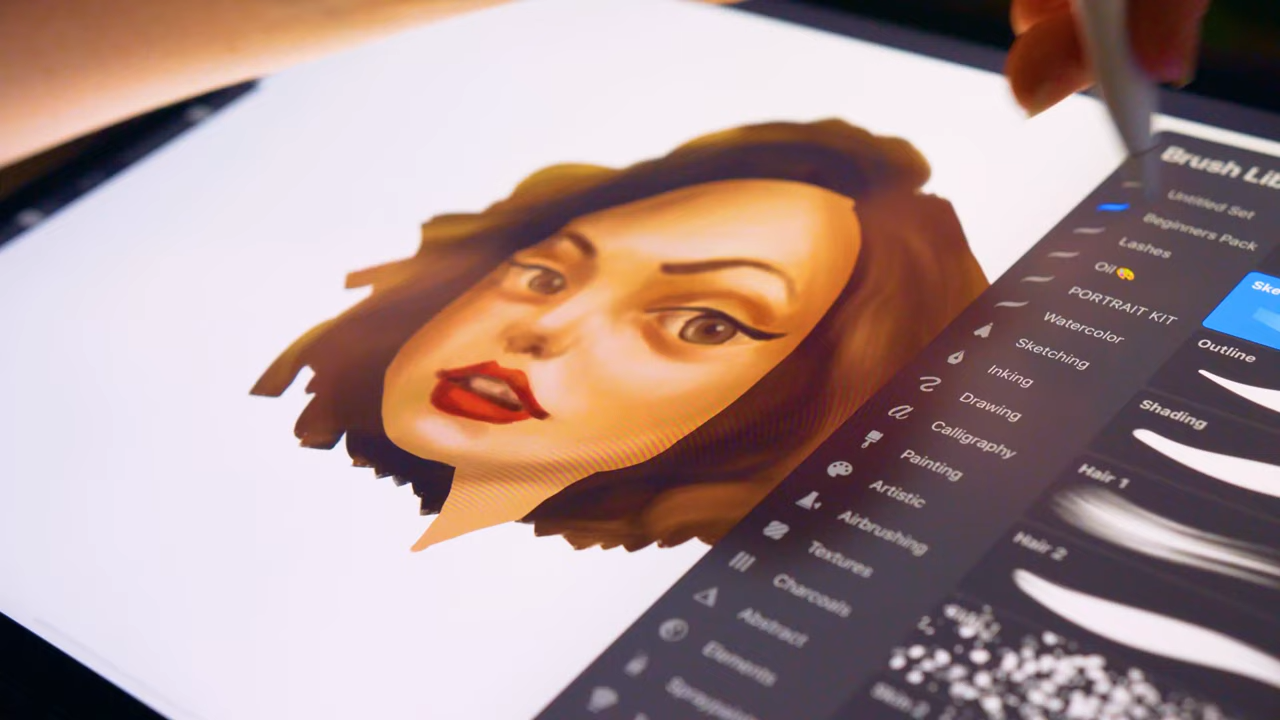 Brush Lib
Untitled Set
Beginners Pack
Lashes
Oil🎨
PORTRAIT KIT
Watercolor
Sketching
Inking
Drawing
Calligraphy
Painting
Artistic
Airbrushing
Textures
Charcoals
Abstract
Elements
Ske
Outline
Shading
Hair 1
Hair 2